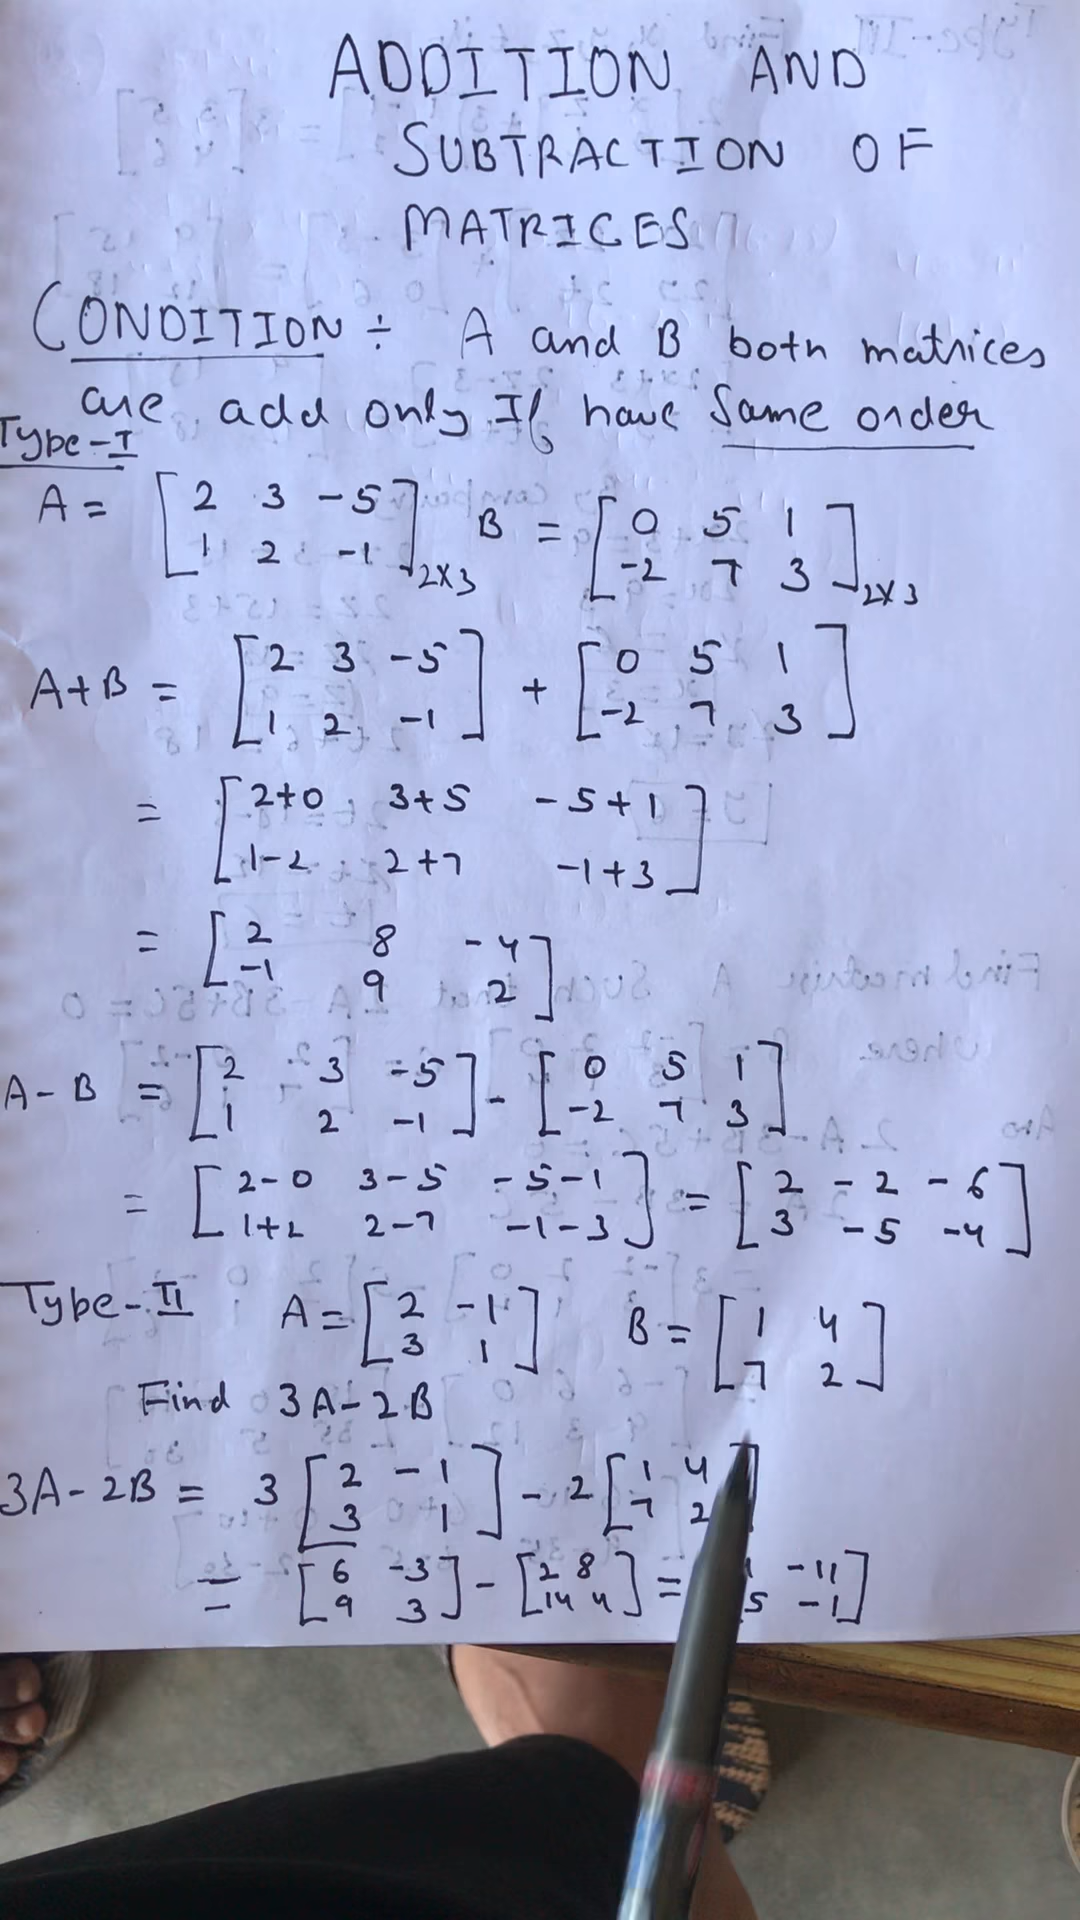 ADDITION AND
SUBTRACTION OF
MATRICES
CONDITION ÷ A and B both matrices
are add only If have Same order
Type-I
A = [2 3 -5] B = [0 5 1]
[1 2 -1]2x3 [-2 7 3]2x3
A+B = [2 3 -5] + [0 5 1]
[1 2 -1] [-2 7 3]
= [2+0 3+5 -5+1]
[1-2 2+7 -1+3]
= [2 8 -4]
[-1 9 2]
A-B = [2 3 -5] - [0 5 1]
[1 2 -1] [-2 7 3]
= [2-0 3-5 -5-1] = [2 -2 -6]
[1+2 2-7 -1-3] [3 -5 -4]
Type-II A = [2 -1] B = [1 4]
[3 1] [7 2]
Find 3A-2B
3A-2B = 3 [2 -1] - 2 [1 4]
[3 1] [7 2]
= [6 -3] - [2 8] = -11]
[9 3] [14 4] 5 -1]